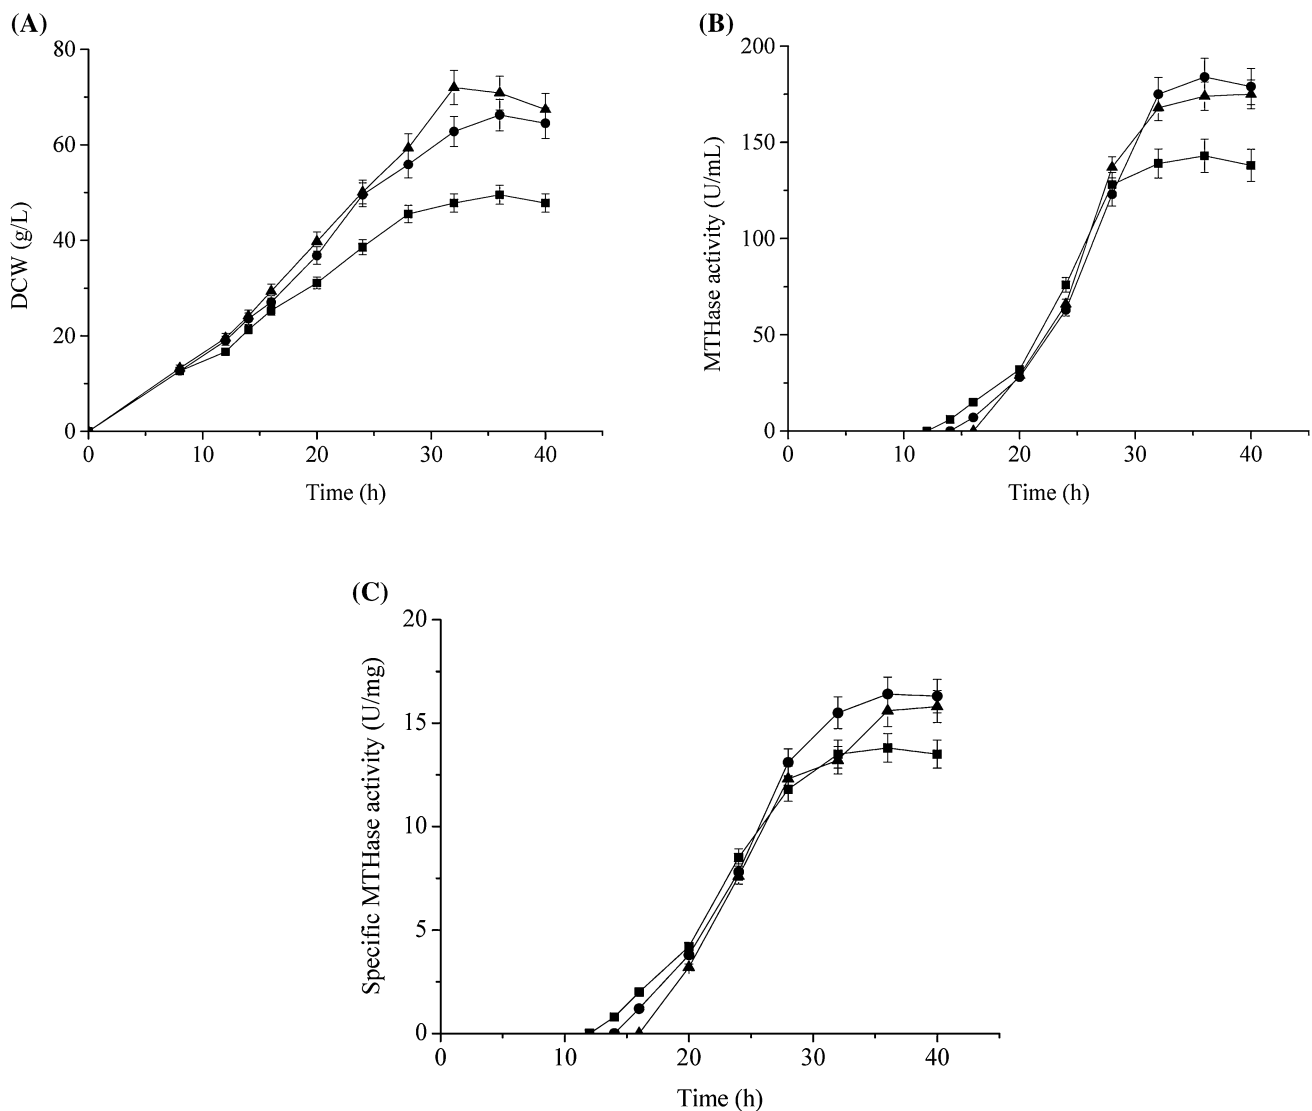 (A)
80
60
40
20
0
DCW (g/L)
0 10 20 30 40
Time (h)
(B)
200
150
100
50
0
MTHase activity (U/mL)
0 10 20 30 40
Time (h)
(C)
20
15
10
5
0
Specific MTHase activity (U/mg)
0 10 20 30 40
Time (h)